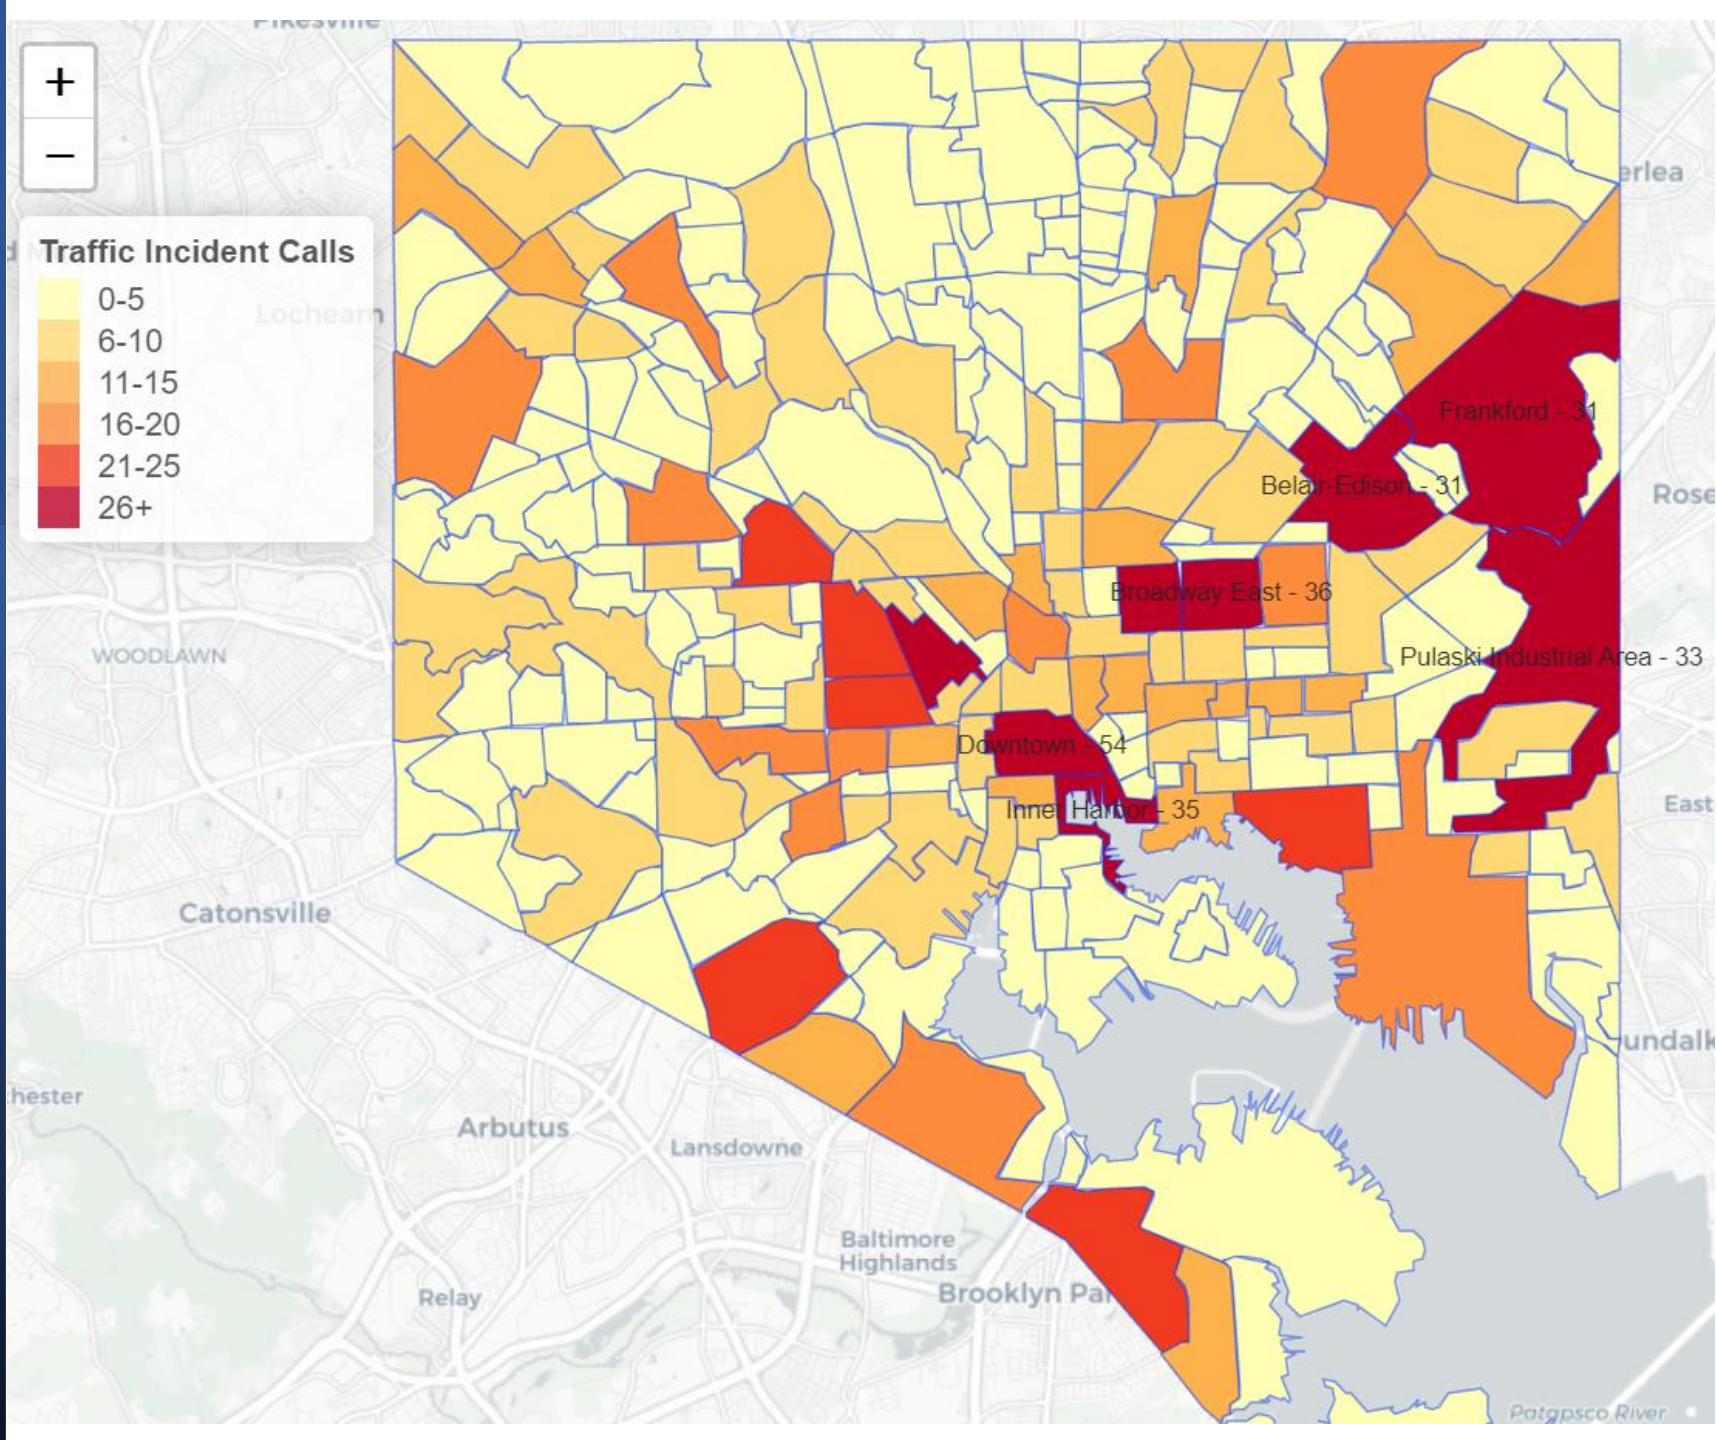 Pikesville
+
−
erlea
Traffic Incident Calls
0-5
6-10
11-15
16-20
21-25
26+
Lochearn
Frankford - 31
Belair-Edison - 31
Rose
Broadway East - 36
WOODLAWN
Pulaski Industrial Area - 33
Downtown - 54
East
Inner Harbor - 35
Catonsville
undalk
hester
Arbutus
Lansdowne
Baltimore
Highlands
Relay
Brooklyn Par
Patapsco River